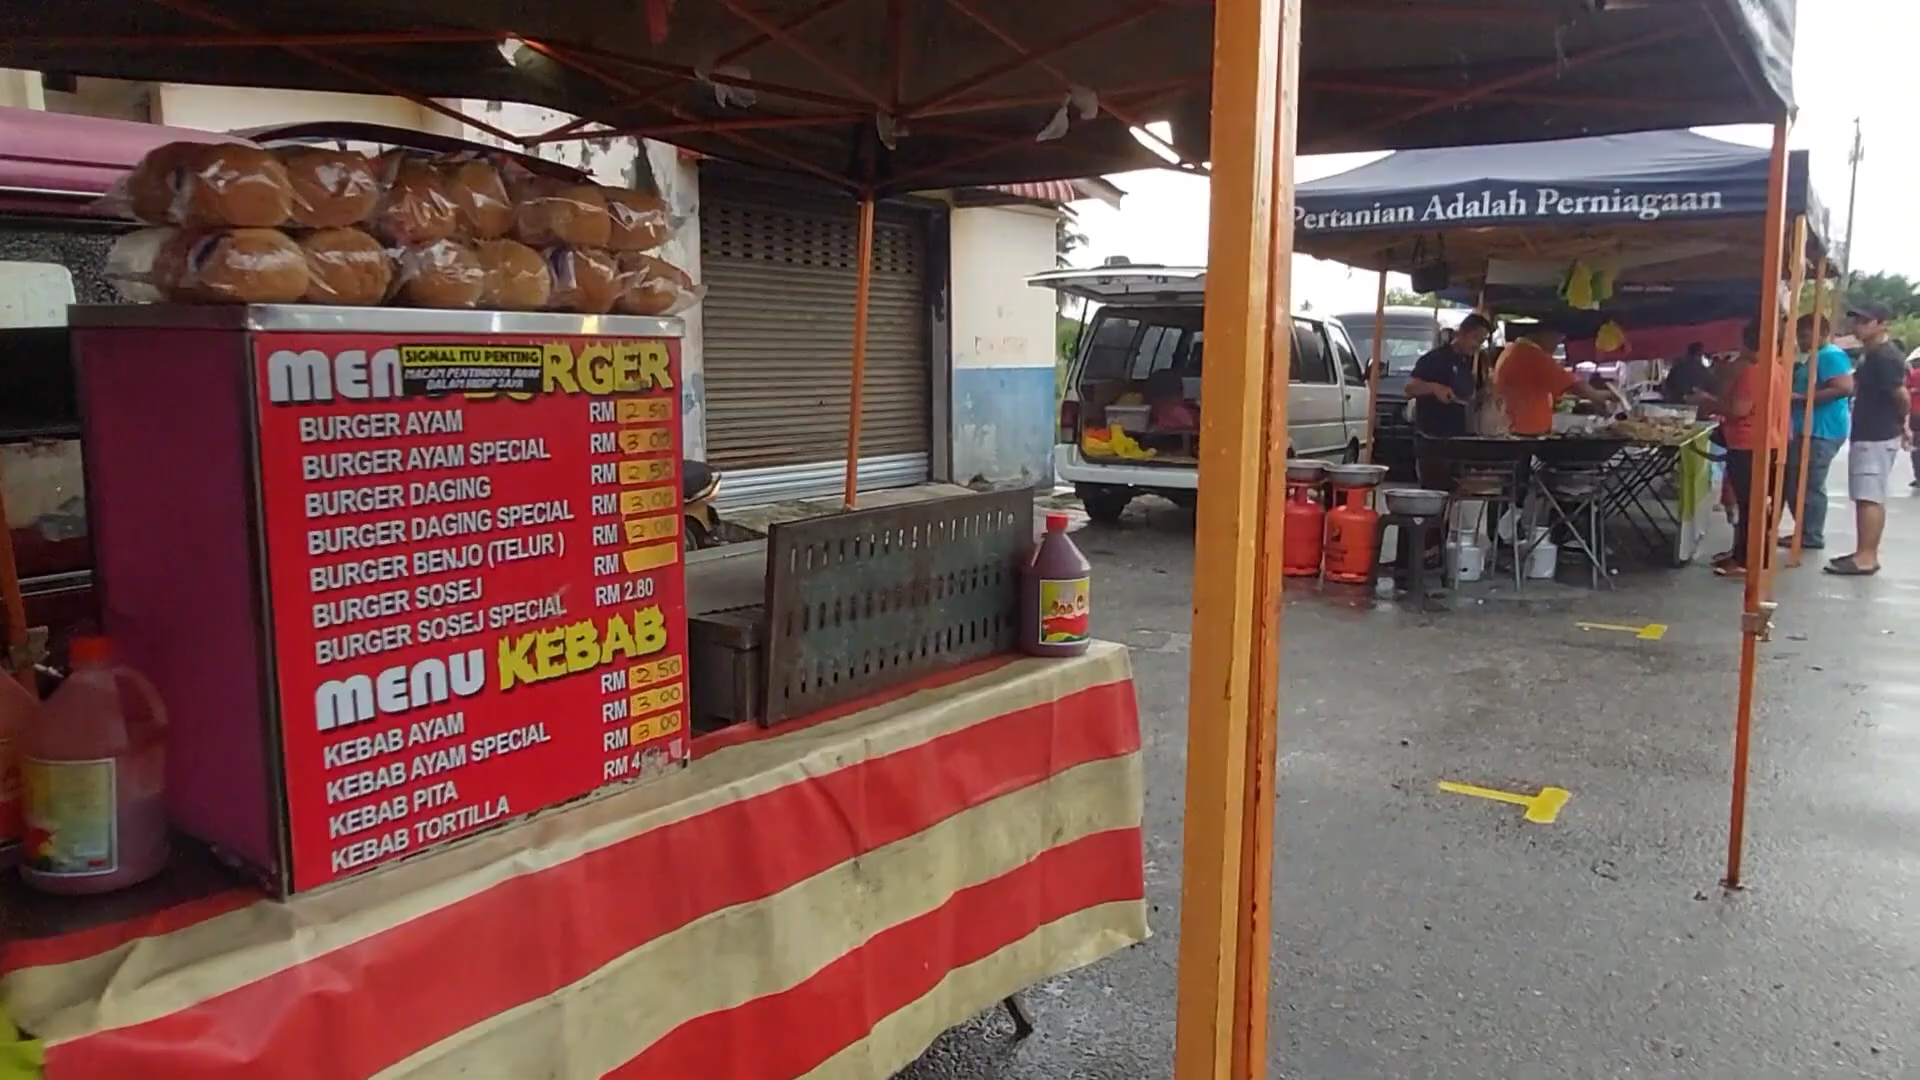 MENU BURGER
SIGNAL ITU PENTING
MACAM PENTINGNYA AWAK
DALAM HIDUP SAYA
BURGER AYAM RM 2.50
BURGER AYAM SPECIAL RM 3.00
BURGER DAGING RM 2.50
BURGER DAGING SPECIAL RM 3.00
BURGER BENJO (TELUR) RM 2.00
BURGER SOSEJ RM
BURGER SOSEJ SPECIAL RM 2.80
MENU KEBAB
KEBAB AYAM RM 2.50
KEBAB AYAM SPECIAL RM 3.00
KEBAB PITA RM 3.00
KEBAB TORTILLA RM 4
Pertanian Adalah Perniagaan